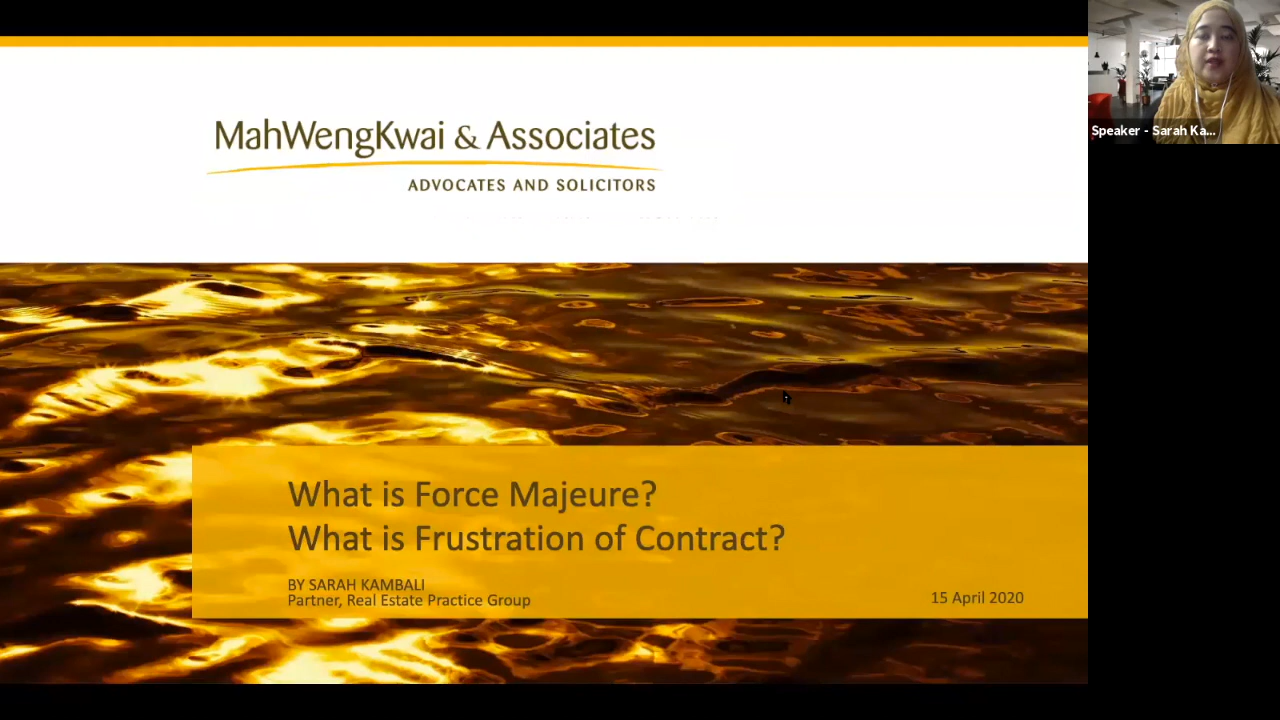 MahWengKwai & Associates
ADVOCATES AND SOLICITORS
Speaker - Sarah Ka...
What is Force Majeure?
What is Frustration of Contract?
BY SARAH KAMBALI
Partner, Real Estate Practice Group
15 April 2020